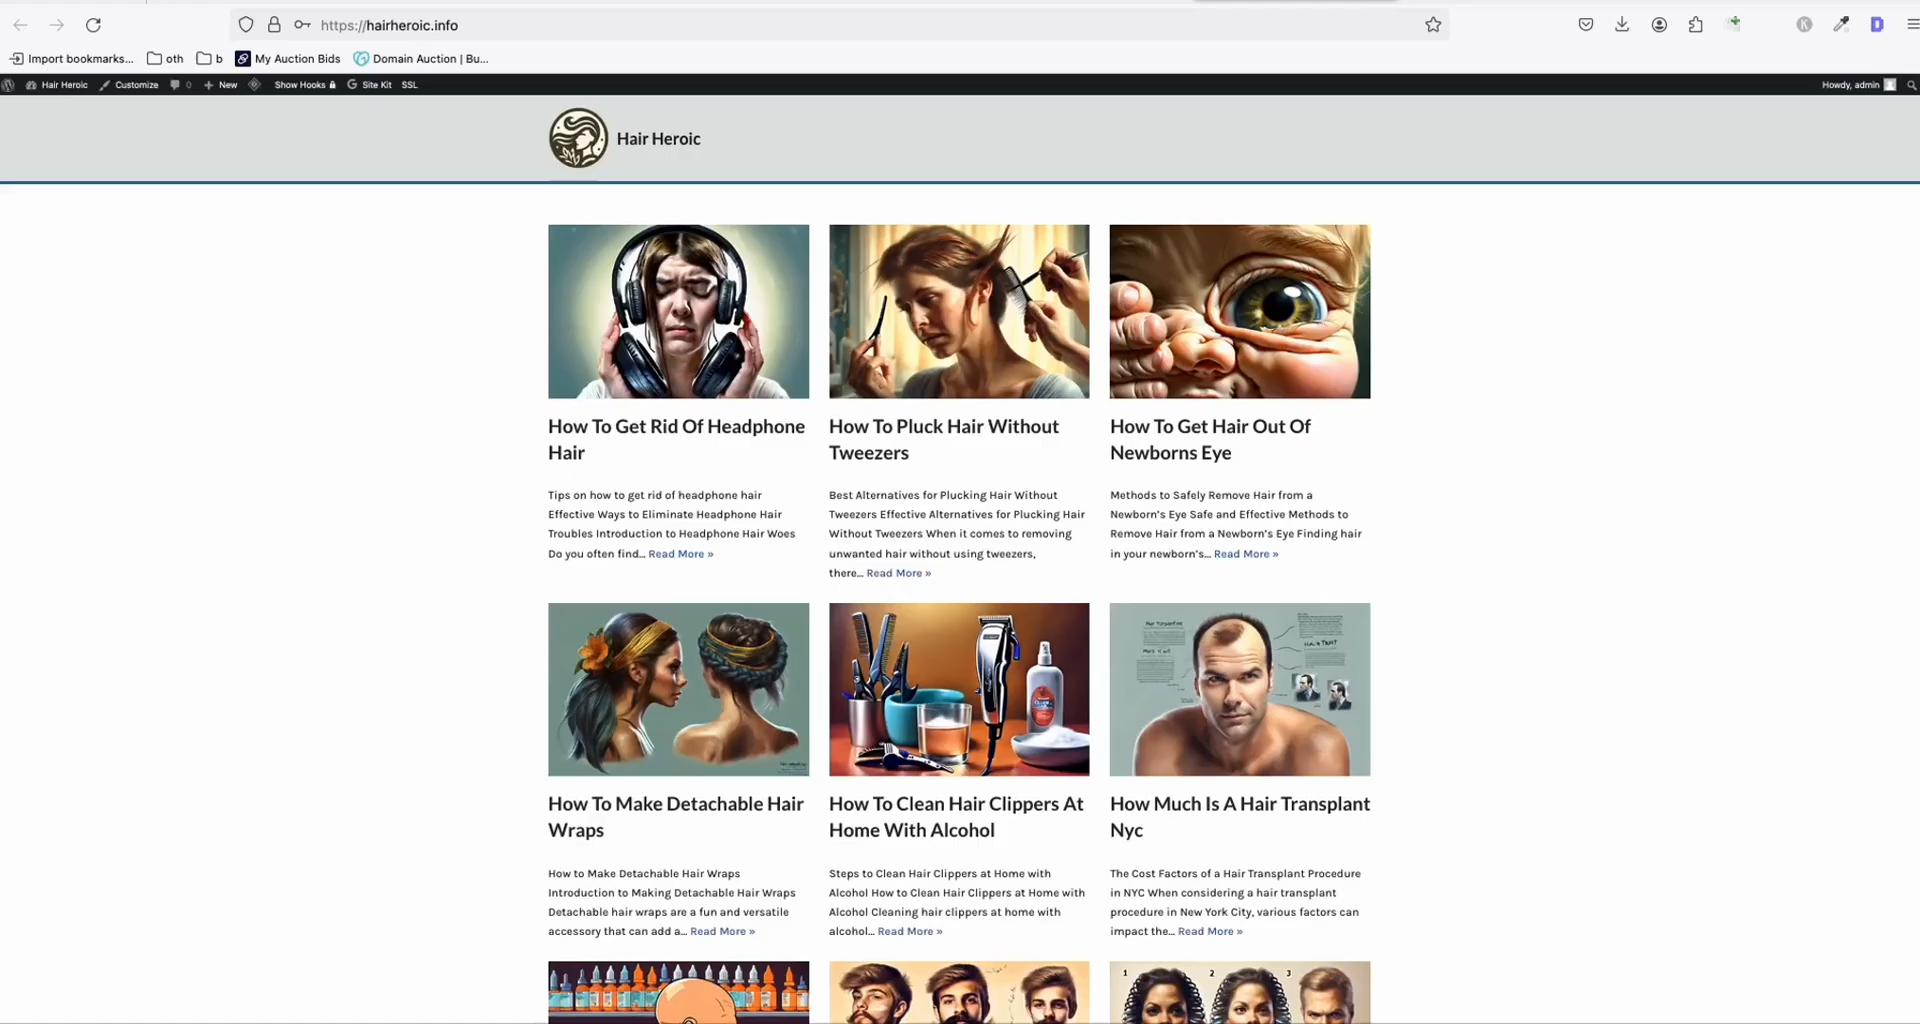 https://hairheroic.info
Import bookmarks...
oth
b
My Auction Bids
Domain Auction | Bu...
Hair Heroic
Customize
0
New
Show Hooks
Site Kit
SSL
Howdy, admin
Hair Heroic
How To Get Rid Of Headphone
Hair
Tips on how to get rid of headphone hair
Effective Ways to Eliminate Headphone Hair
Troubles Introduction to Headphone Hair Woes
Do you often find... Read More »
How To Pluck Hair Without
Tweezers
Best Alternatives for Plucking Hair Without
Tweezers Effective Alternatives for Plucking Hair
Without Tweezers When it comes to removing
unwanted hair without using tweezers,
there... Read More »
How To Get Hair Out Of
Newborns Eye
Methods to Safely Remove Hair from a
Newborn's Eye Safe and Effective Methods to
Remove Hair from a Newborn's Eye Finding hair
in your newborn's... Read More »
How To Make Detachable Hair
Wraps
How to Make Detachable Hair Wraps
Introduction to Making Detachable Hair Wraps
Detachable hair wraps are a fun and versatile
accessory that can add a... Read More »
How To Clean Hair Clippers At
Home With Alcohol
Steps to Clean Hair Clippers at Home with
Alcohol How to Clean Hair Clippers at Home with
Alcohol Cleaning hair clippers at home with
alcohol... Read More »
How Much Is A Hair Transplant
Nyc
The Cost Factors of a Hair Transplant Procedure
in NYC When considering a hair transplant
procedure in New York City, various factors can
impact the... Read More »
1 2 3